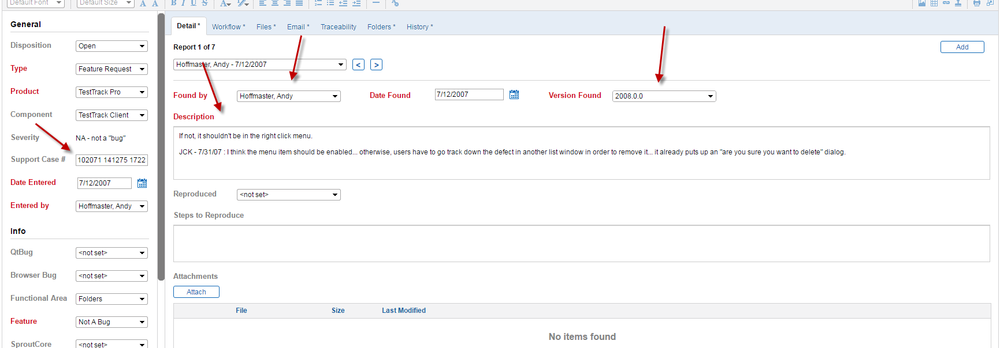 Default Font
Default Size
A A
B I U S
A
General
Disposition
Open
Type
Feature Request
Product
TestTrack Pro
Component
TestTrack Client
Severity
NA - not a "bug"
Support Case #
102071 141275 1722
Date Entered
7/12/2007
Entered by
Hoffmaster, Andy
Info
QtBug
<not set>
Browser Bug
<not set>
Functional Area
Folders
Feature
Not A Bug
SproutCore
<not set>
Detail *
Workflow *
Files *
Email *
Traceability
Folders *
History *
Report 1 of 7
Add
Hoffmaster, Andy - 7/12/2007
<
>
Found by
Hoffmaster, Andy
Date Found
7/12/2007
Version Found
2008.0.0
Description
If not, it shouldn't be in the right click menu.
JCK - 7/31/07 : I think the menu item should be enabled... otherwise, users have to go track down the defect in another list window in order to remove it... it already puts up an "are you sure you want to delete" dialog.
Reproduced
<not set>
Steps to Reproduce
Attachments
Attach
File
Size
Last Modified
No items found